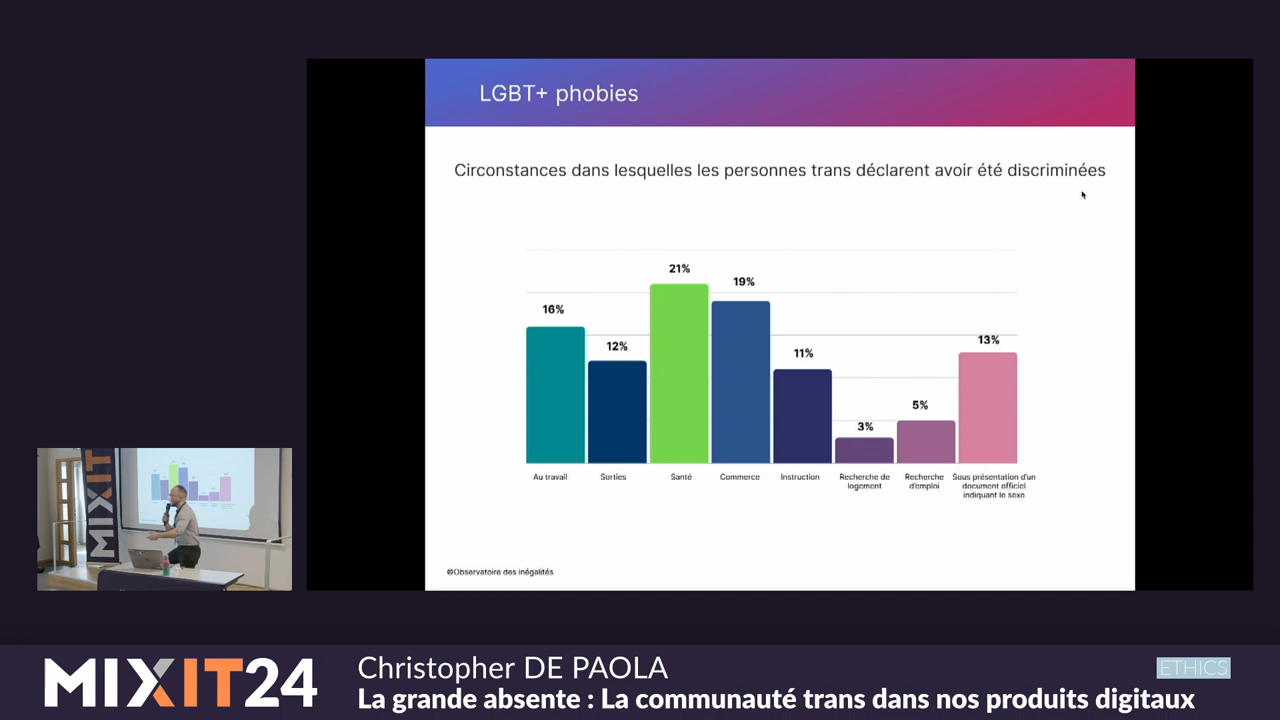 LGBT+ phobies
Circonstances dans lesquelles les personnes trans déclarent avoir été discriminées
21%
19%
16%
13%
12%
11%
5%
3%
Au travail
Sorties
Santé
Commerce
Instruction
Recherche de
logement
Recherche
d'emploi
Sous présentation d'un
document officiel
indiquant le sexe
©Observatoire des inégalités
MIXIT
MIXIT24
Christopher DE PAOLA
ETHICS
La grande absente : La communauté trans dans nos produits digitaux